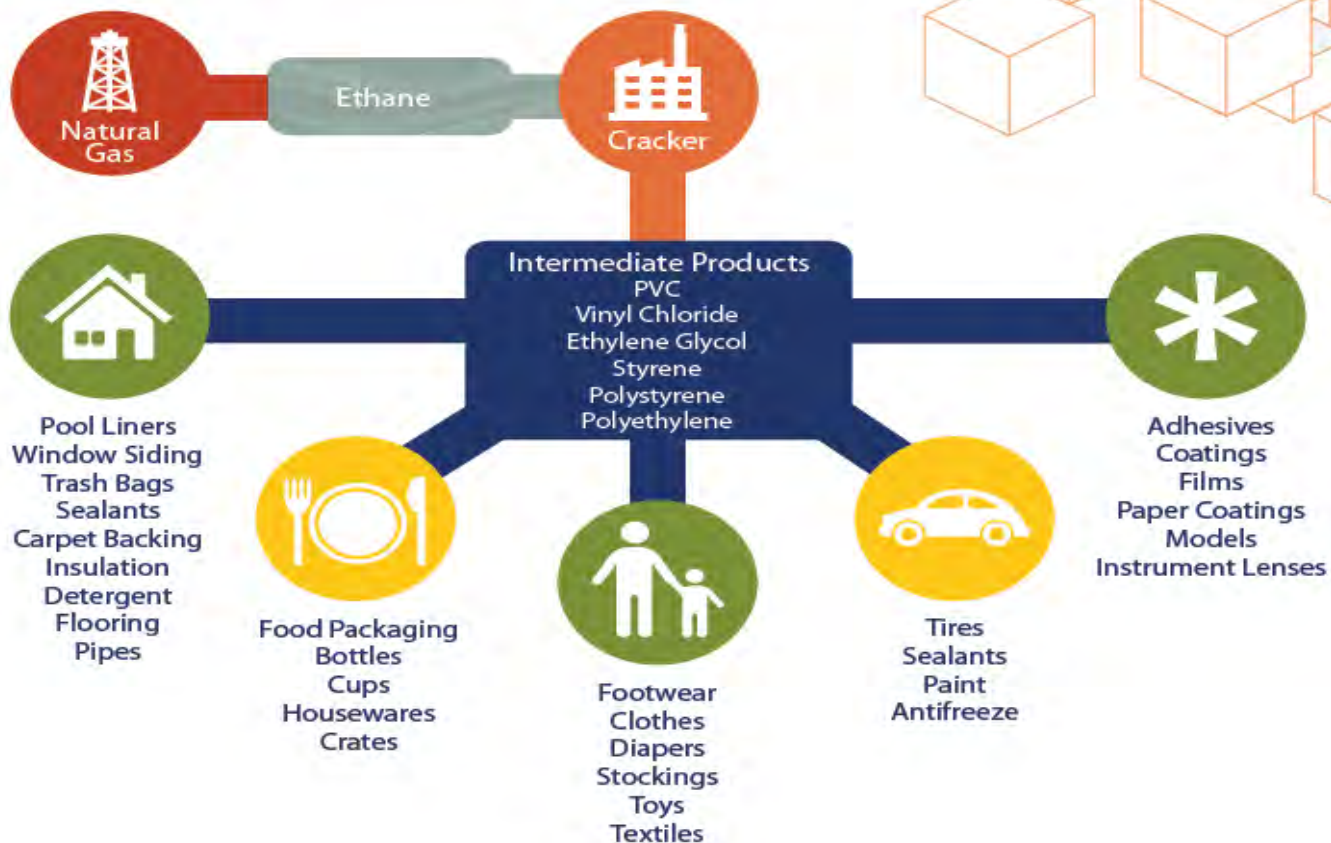 Natural
Gas
Ethane
Cracker
Intermediate Products
PVC
Vinyl Chloride
Ethylene Glycol
Styrene
Polystyrene
Polyethylene
Pool Liners
Window Siding
Trash Bags
Sealants
Carpet Backing
Insulation
Detergent
Flooring
Pipes
Food Packaging
Bottles
Cups
Housewares
Crates
Footwear
Clothes
Diapers
Stockings
Toys
Textiles
Tires
Sealants
Paint
Antifreeze
Adhesives
Coatings
Films
Paper Coatings
Models
Instrument Lenses